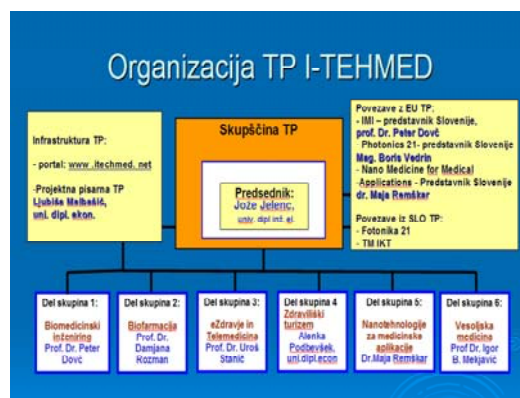 Organizacija TP I-TEHMED
Infrastruktura TP:
- portal: www .itechmed. net
-Projektna pisarna TP
Ljubiša Melbašić,
uni. dipl. ekon.
Skupščina TP
Predsednik:
Jože Jelenc,
univ. dipl inž. el.
Povezave z EU TP:
- IMI – predstavnik Slovenije,
prof. Dr. Peter Dovč
- Photonics 21- predstavnik Slovenije
Mag. Boris Vedrin
- Nano Medicine for Medical
-Applications - Predstavnik Slovenije
dr. Maja Remškar
Povezave iz SLO TP:
- Fotonika 21
- TM IKT
Del skupina 1:
Biomedicinski
inženiring
Prof. Dr. Peter
Dovč
Del skupina 2:
Biofarmacija
Prof. Dr.
Damjana
Rozman
Del skupina 3:
eZdravje in
Telemedicina
Prof. Dr. Uroš
Stanič
Del skupina 4
Zdraviliški
turizem
Alenka
Podbevšek,
uni.dipl.econ
Del skupina 5:
Nanotehnologije
za medicinske
aplikacije
Dr.Maja Remškar
Del skupina 6:
Vesoljska
medicina
Prof Dr. Igor
B. Mekjavić